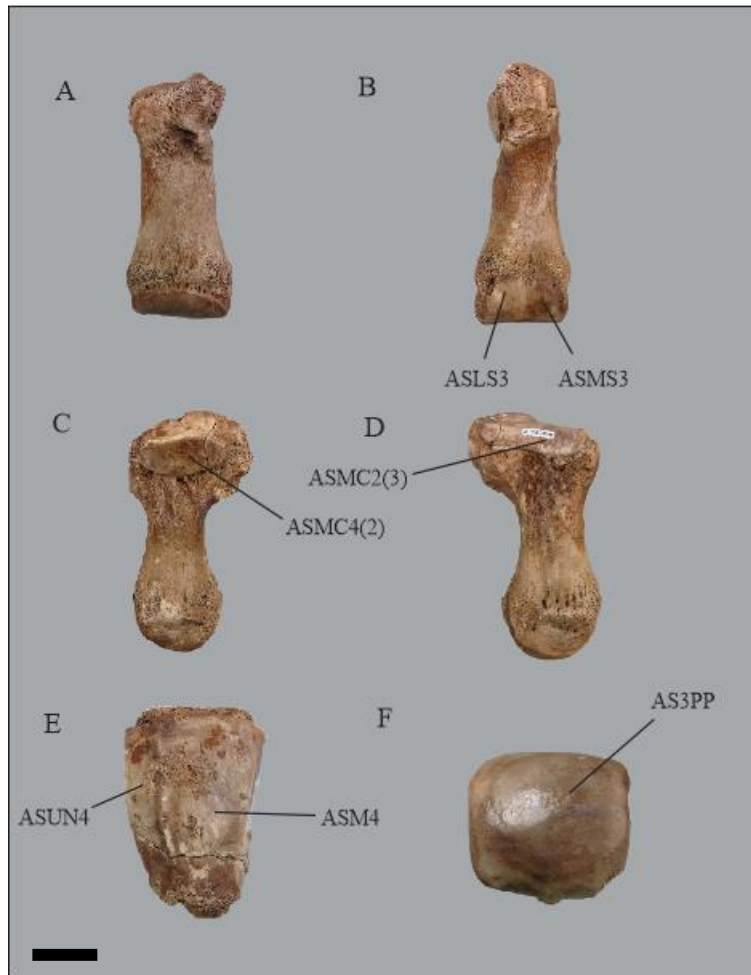 A
B
ASLS3
ASMS3
C
D
ASMC2(3)
ASMC4(2)
E
F
AS3PP
ASUN4
ASM4